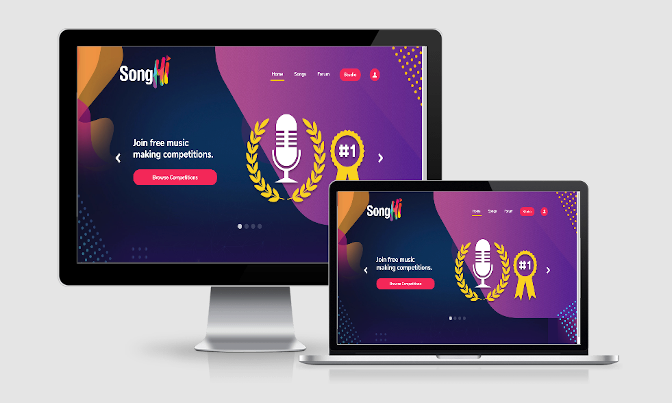 SongHi
Home Songs Forum Studio
Join free music
making competitions.
Browse Competitions
#1
SongHi
Home Songs Forum Studio
Join free music
making competitions.
Browse Competitions
#1